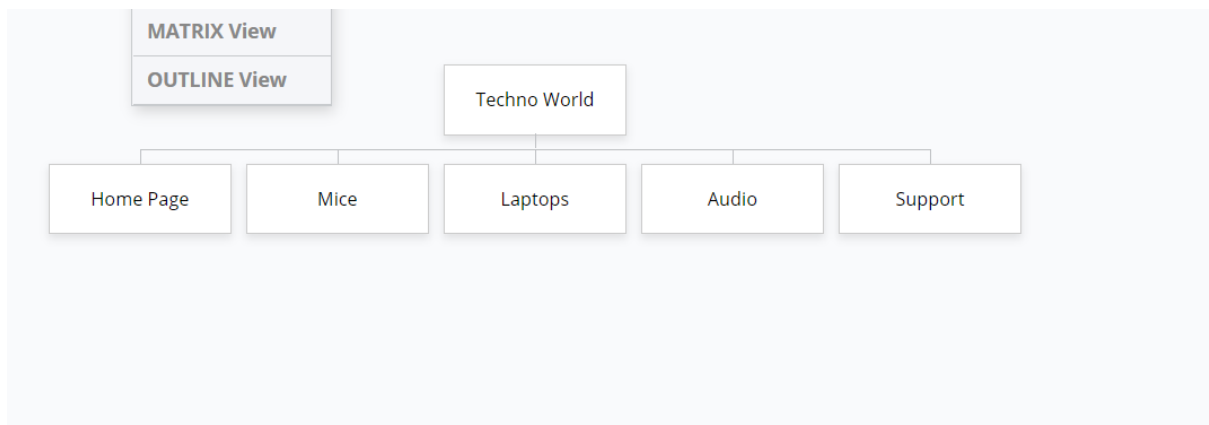 MATRIX View
OUTLINE View
Techno World
Home Page
Mice
Laptops
Audio
Support